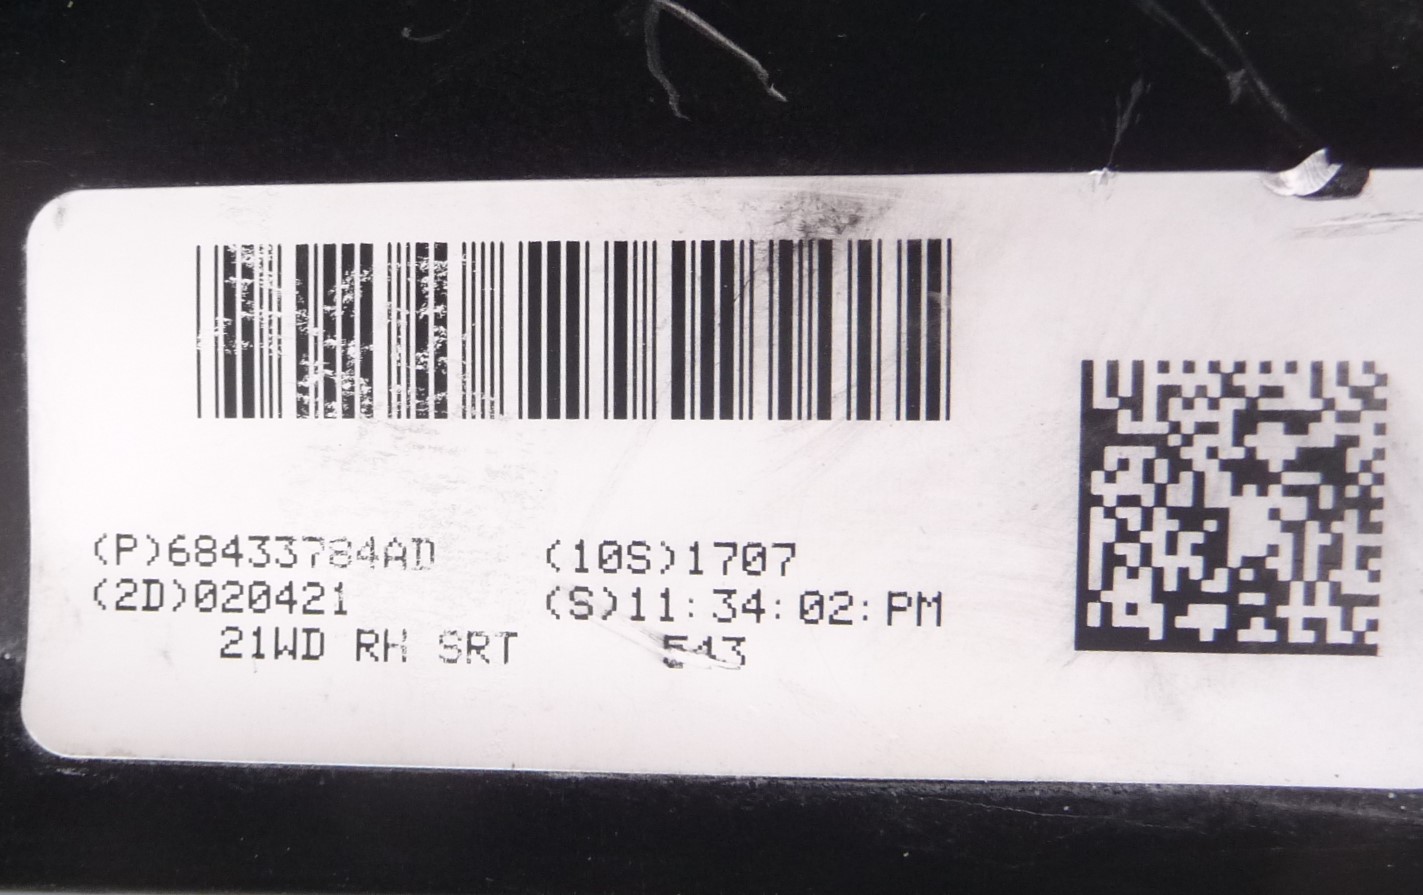 (P)68433784AD (10S)1707
(2D)020421 (S)11:34:02:PM
21WD RH SRT 543